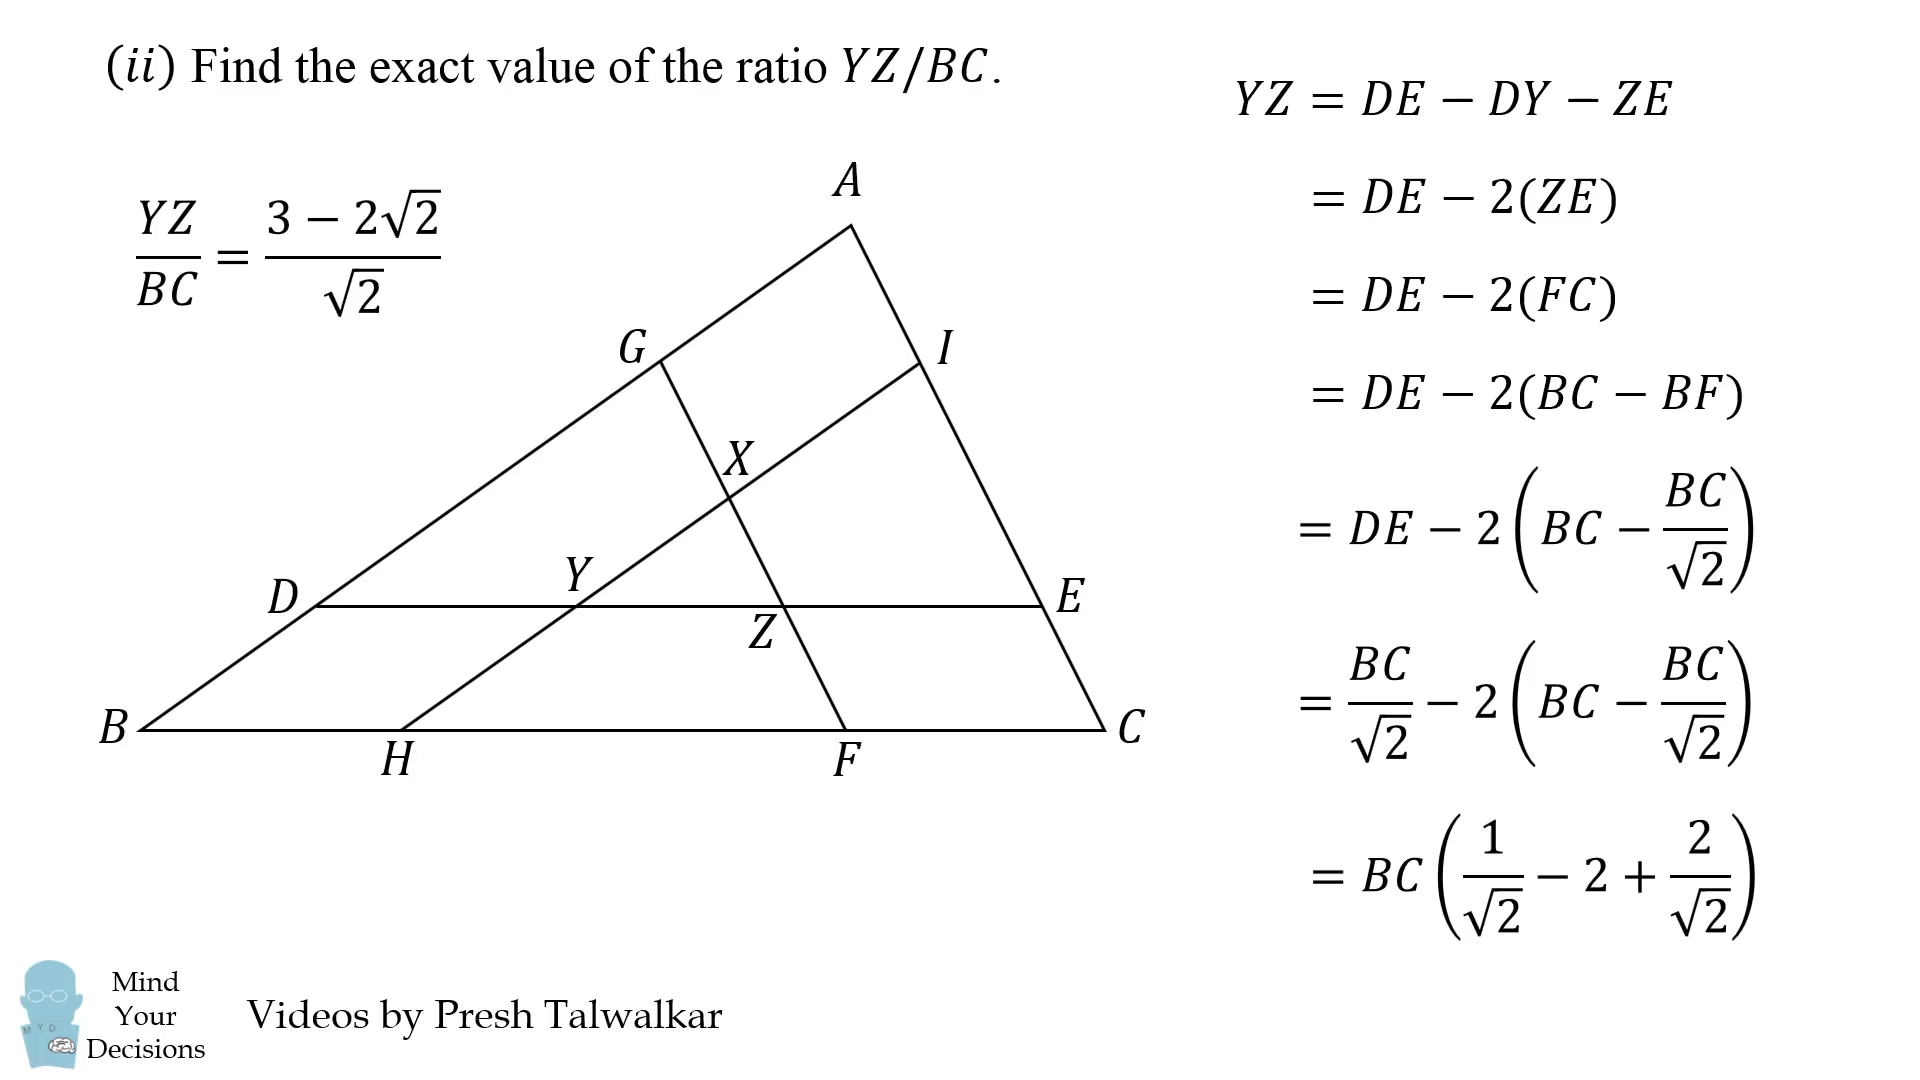 (ii) Find the exact value of the ratio YZ/BC.
YZ/BC = (3 − 2√2)/√2
A
G
I
X
D
Y
Z
E
B
H
F
C
YZ = DE − DY − ZE
= DE − 2(ZE)
= DE − 2(FC)
= DE − 2(BC − BF)
= DE − 2(BC − BC/√2)
= BC/√2 − 2(BC − BC/√2)
= BC(1/√2 − 2 + 2/√2)
M Y D
Mind
Your
Decisions
Videos by Presh Talwalkar